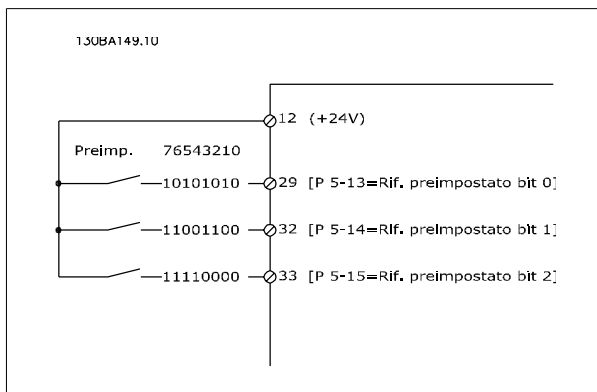 130BA149.10
12 (+24V)
Preimp. 76543210
10101010 29 [P 5-13=Rif. preimpostato bit 0]
11001100 32 [P 5-14=Rif. preimpostato bit 1]
11110000 33 [P 5-15=Rif. preimpostato bit 2]